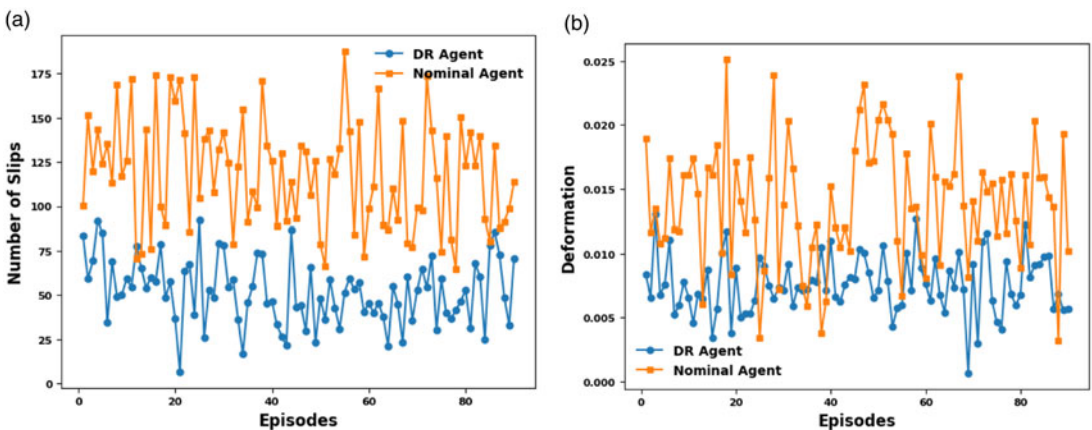 (a)
DR Agent
Nominal Agent
175
150
125
100
75
50
25
0
Number of Slips
0 20 40 60 80
Episodes
(b)
0.025
0.020
0.015
0.010
0.005
0.000
Deformation
DR Agent
Nominal Agent
0 20 40 60 80
Episodes